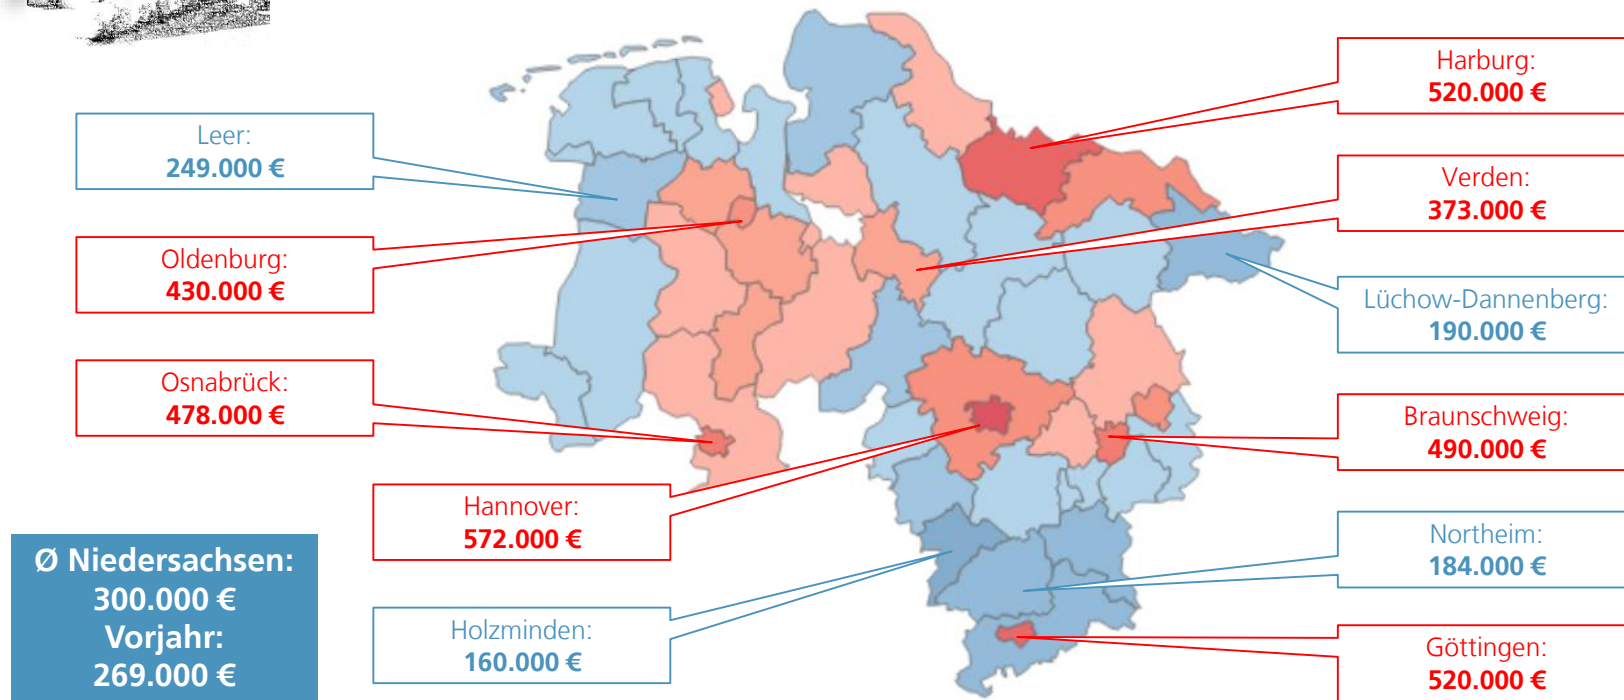 Leer:
249.000 €
Oldenburg:
430.000 €
Osnabrück:
478.000 €
Hannover:
572.000 €
Holzminden:
160.000 €
Ø Niedersachsen:
300.000 €
Vorjahr:
269.000 €
Harburg:
520.000 €
Verden:
373.000 €
Lüchow-Dannenberg:
190.000 €
Braunschweig:
490.000 €
Northeim:
184.000 €
Göttingen:
520.000 €